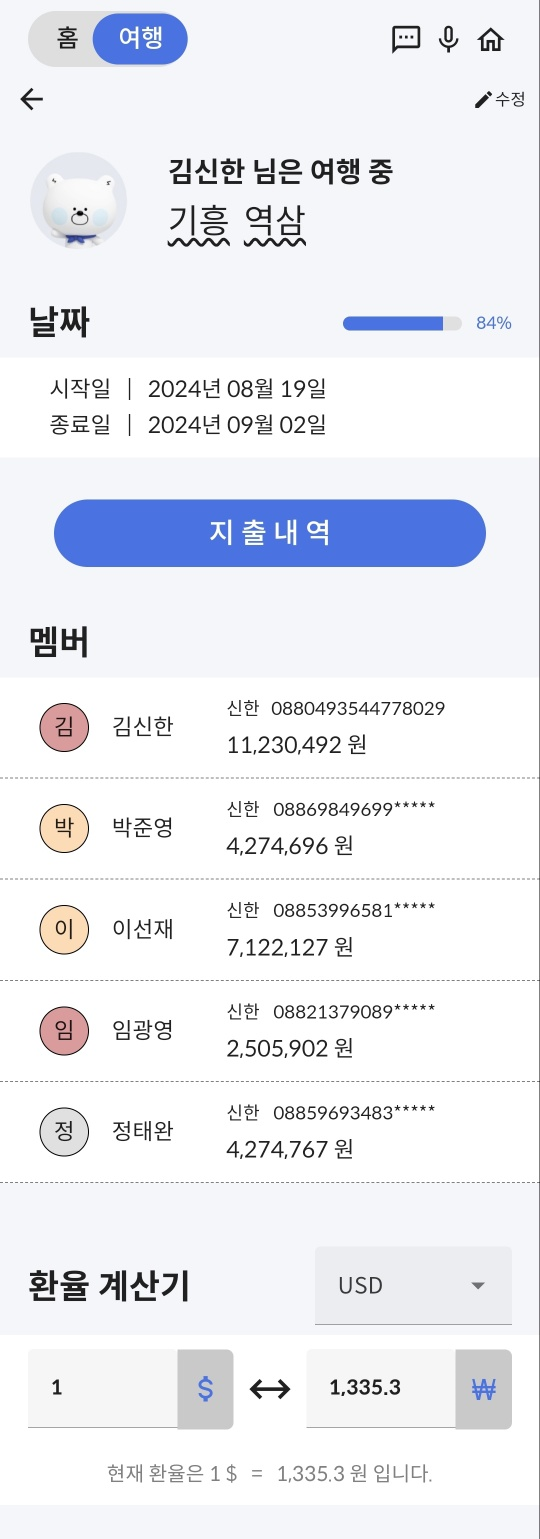 홈 여행
수정
김신한 님은 여행 중
기흥 역삼
날짜 84%
시작일 | 2024년 08월 19일
종료일 | 2024년 09월 02일
지출내역
멤버
김 김신한 신한 0880493544778029
11,230,492 원
박 박준영 신한 08869849699*****
4,274,696 원
이 이선재 신한 08853996581*****
7,122,127 원
임 임광영 신한 08821379089*****
2,505,902 원
정 정태완 신한 08859693483*****
4,274,767 원
환율 계산기 USD
1 $ ↔ 1,335.3 ₩
현재 환율은 1 $ = 1,335.3 원 입니다.